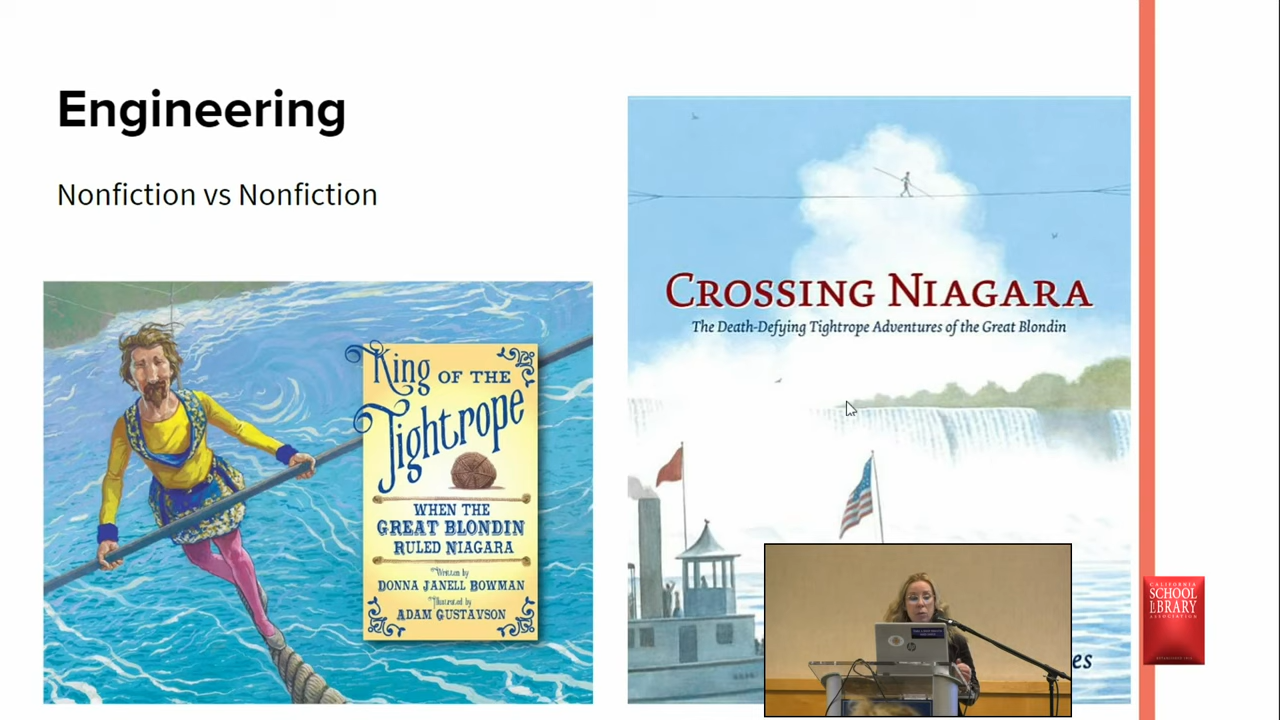 Engineering
Nonfiction vs Nonfiction
King OF THE
Tightrope
WHEN THE
GREAT BLONDIN
RULED NIAGARA
Written by
DONNA JANELL BOWMAN
Illustrated by
ADAM GUSTAVSON
CROSSING NIAGARA
The Death-Defying Tightrope Adventures of the Great Blondin
es
hp
CALIFORNIA
SCHOOL
LIBRARY
ASSOCIATION